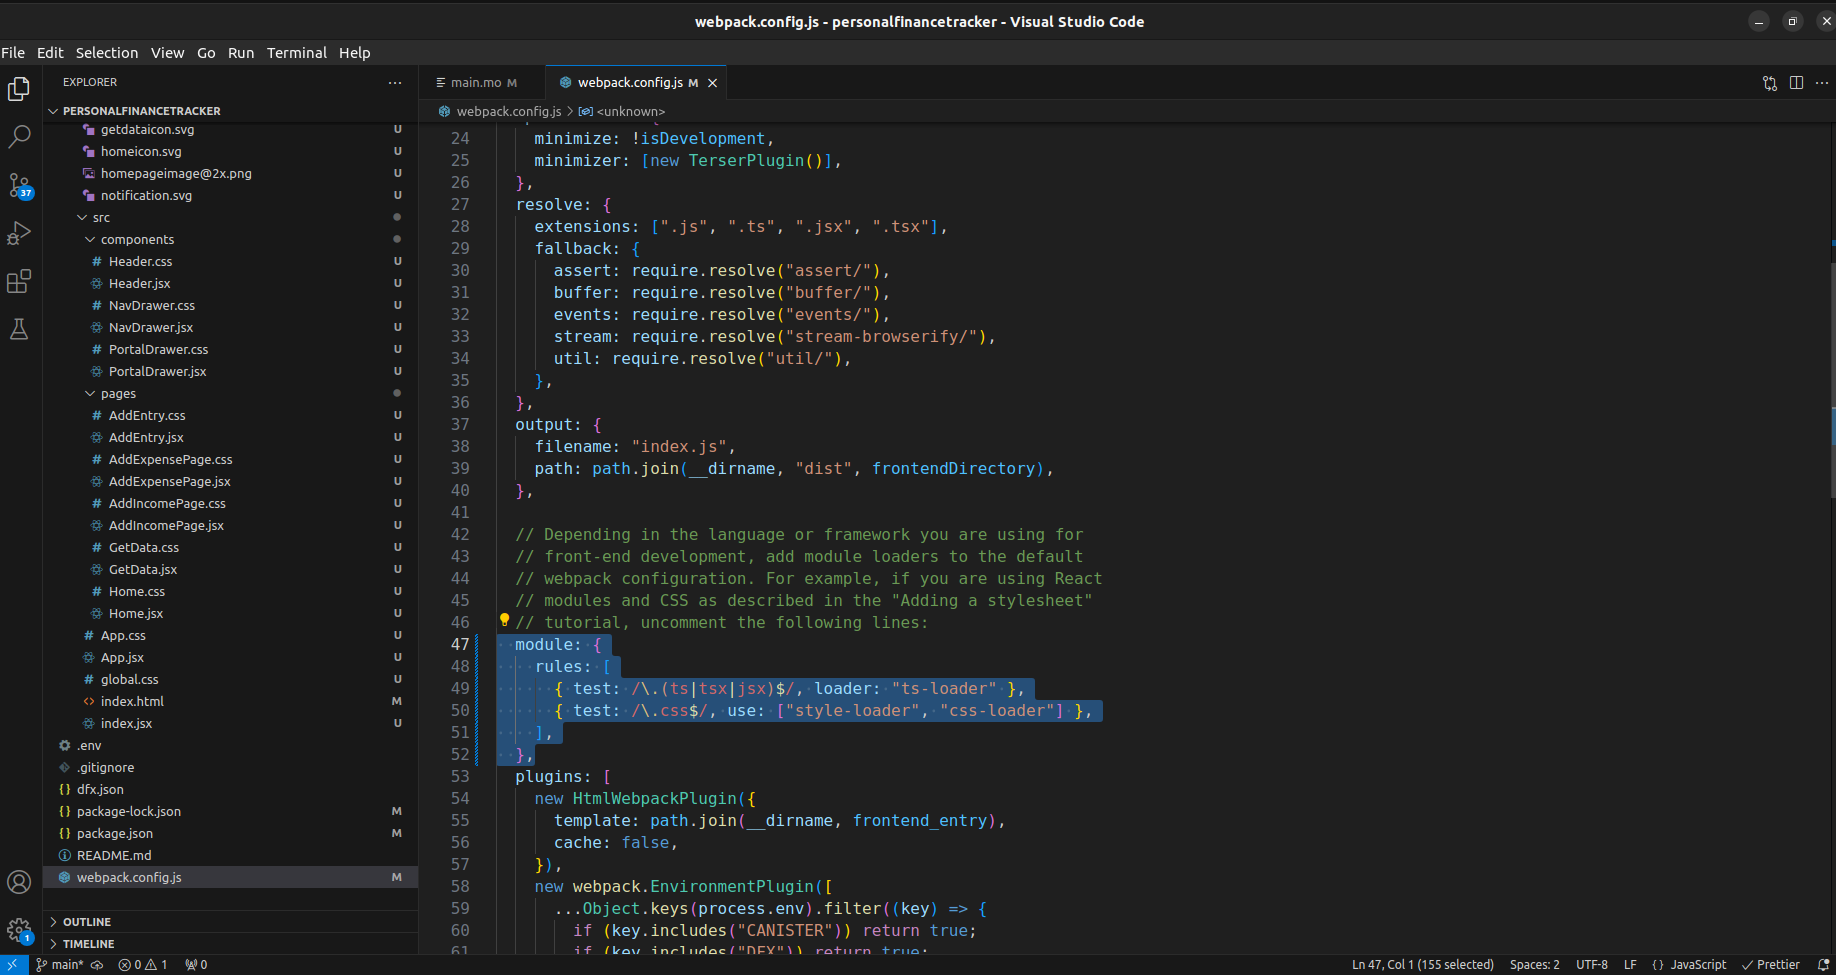 webpack.config.js - personalfinancetracker - Visual Studio Code
File Edit Selection View Go Run Terminal Help
EXPLORER
PERSONALFINANCETRACKER
getdataicon.svg U
homeicon.svg U
homepageimage@2x.png U
notification.svg U
src
components
Header.css U
Header.jsx U
NavDrawer.css U
NavDrawer.jsx U
PortalDrawer.css U
PortalDrawer.jsx U
pages
AddEntry.css U
AddEntry.jsx U
AddExpensePage.css U
AddExpensePage.jsx U
AddIncomePage.css U
AddIncomePage.jsx U
GetData.css U
GetData.jsx U
Home.css U
Home.jsx U
App.css U
App.jsx U
global.css U
index.html M
index.jsx U
.env
.gitignore
dfx.json
package-lock.json M
package.json M
README.md
webpack.config.js M
OUTLINE
TIMELINE
37
1
main.mo M
webpack.config.js M
webpack.config.js > <unknown>
24 minimize: !isDevelopment,
25 minimizer: [new TerserPlugin()],
26 },
27 resolve: {
28 extensions: [".js", ".ts", ".jsx", ".tsx"],
29 fallback: {
30 assert: require.resolve("assert/"),
31 buffer: require.resolve("buffer/"),
32 events: require.resolve("events/"),
33 stream: require.resolve("stream-browserify/"),
34 util: require.resolve("util/"),
35 },
36 },
37 output: {
38 filename: "index.js",
39 path: path.join(__dirname, "dist", frontendDirectory),
40 },
41
42 // Depending in the language or framework you are using for
43 // front-end development, add module loaders to the default
44 // webpack configuration. For example, if you are using React
45 // modules and CSS as described in the "Adding a stylesheet"
46 // tutorial, uncomment the following lines:
47 module: {
48 rules: [
49 { test: /\.(ts|tsx|jsx)$/, loader: "ts-loader" },
50 { test: /\.css$/, use: ["style-loader", "css-loader"] },
51 ],
52 },
53 plugins: [
54 new HtmlWebpackPlugin({
55 template: path.join(__dirname, frontend_entry),
56 cache: false,
57 }),
58 new webpack.EnvironmentPlugin([
59 ...Object.keys(process.env).filter((key) => {
60 if (key.includes("CANISTER")) return true;
61 if (key.includes("DFX")) return true;
main* 0 1 0
Ln 47, Col 1 (155 selected) Spaces: 2 UTF-8 LF {} JavaScript Prettier